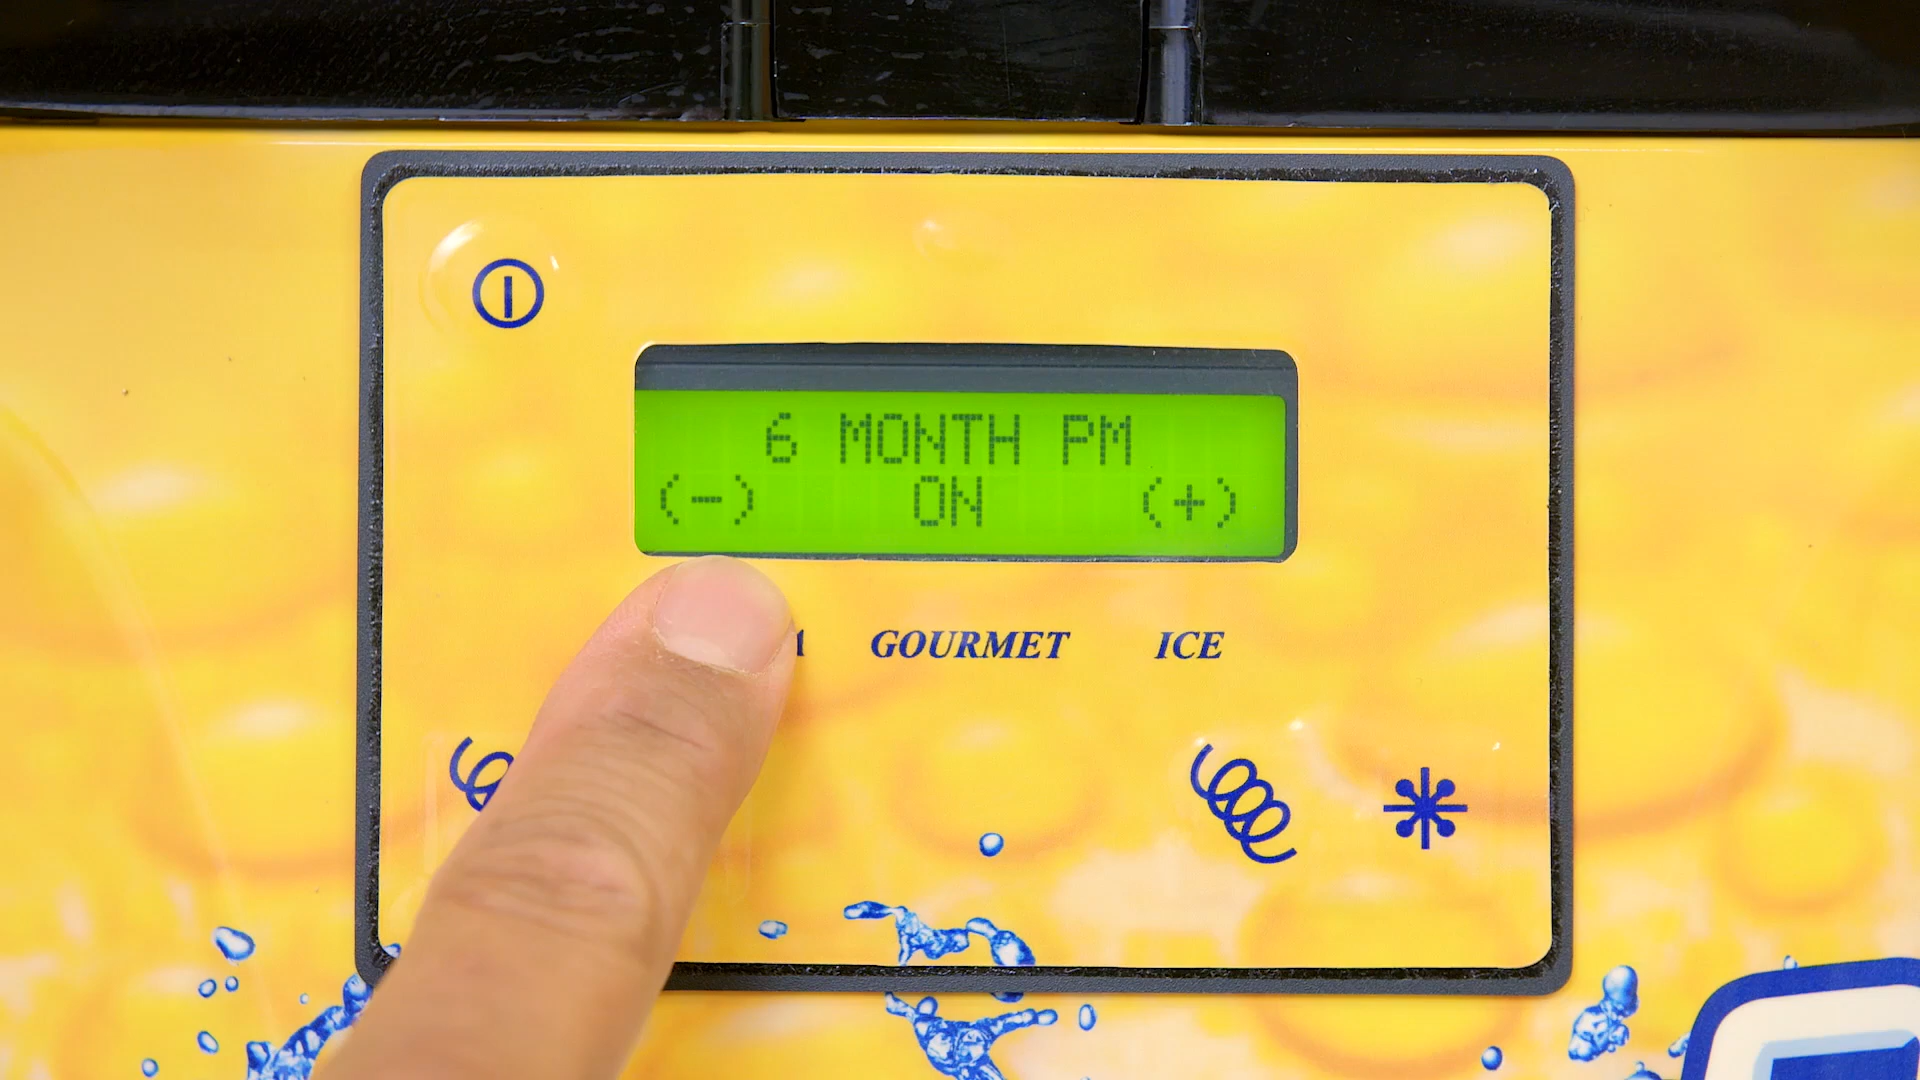 6 MONTH PM
(-) ON (+)
GOURMET ICE